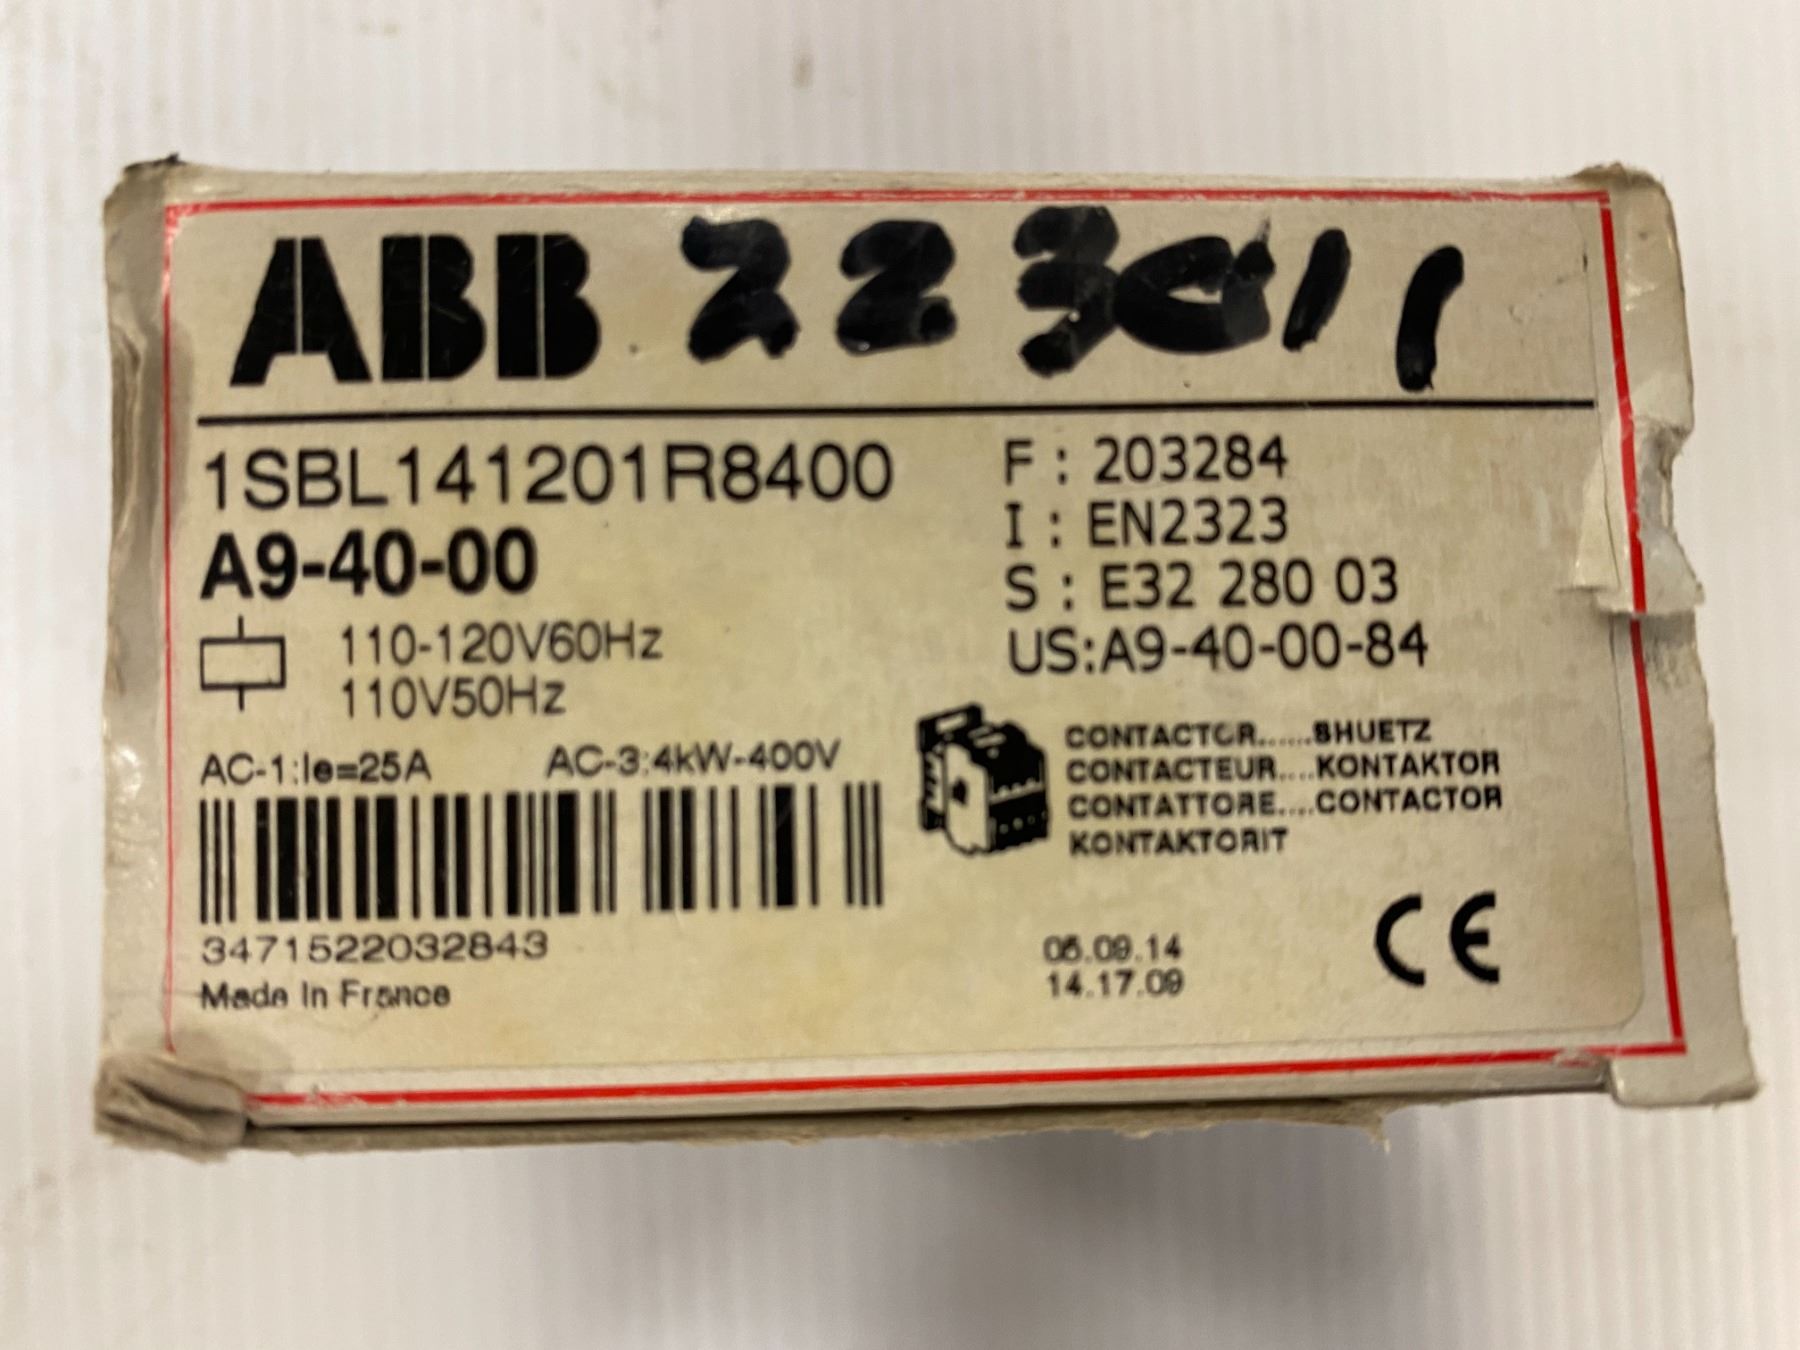 ABB 223011
1SBL141201R8400
A9-40-00
110-120V60Hz
110V50Hz
AC-1:Ie=25A AC-3:4kW-400V
3471522032843
Made In France
F : 203284
I : EN2323
S : E32 280 03
US:A9-40-00-84
CONTACTOR......SHUETZ
CONTACTEUR....KONTAKTOR
CONTATTORE....CONTACTOR
KONTAKTORIT
05.09.14
14.17.09
CE